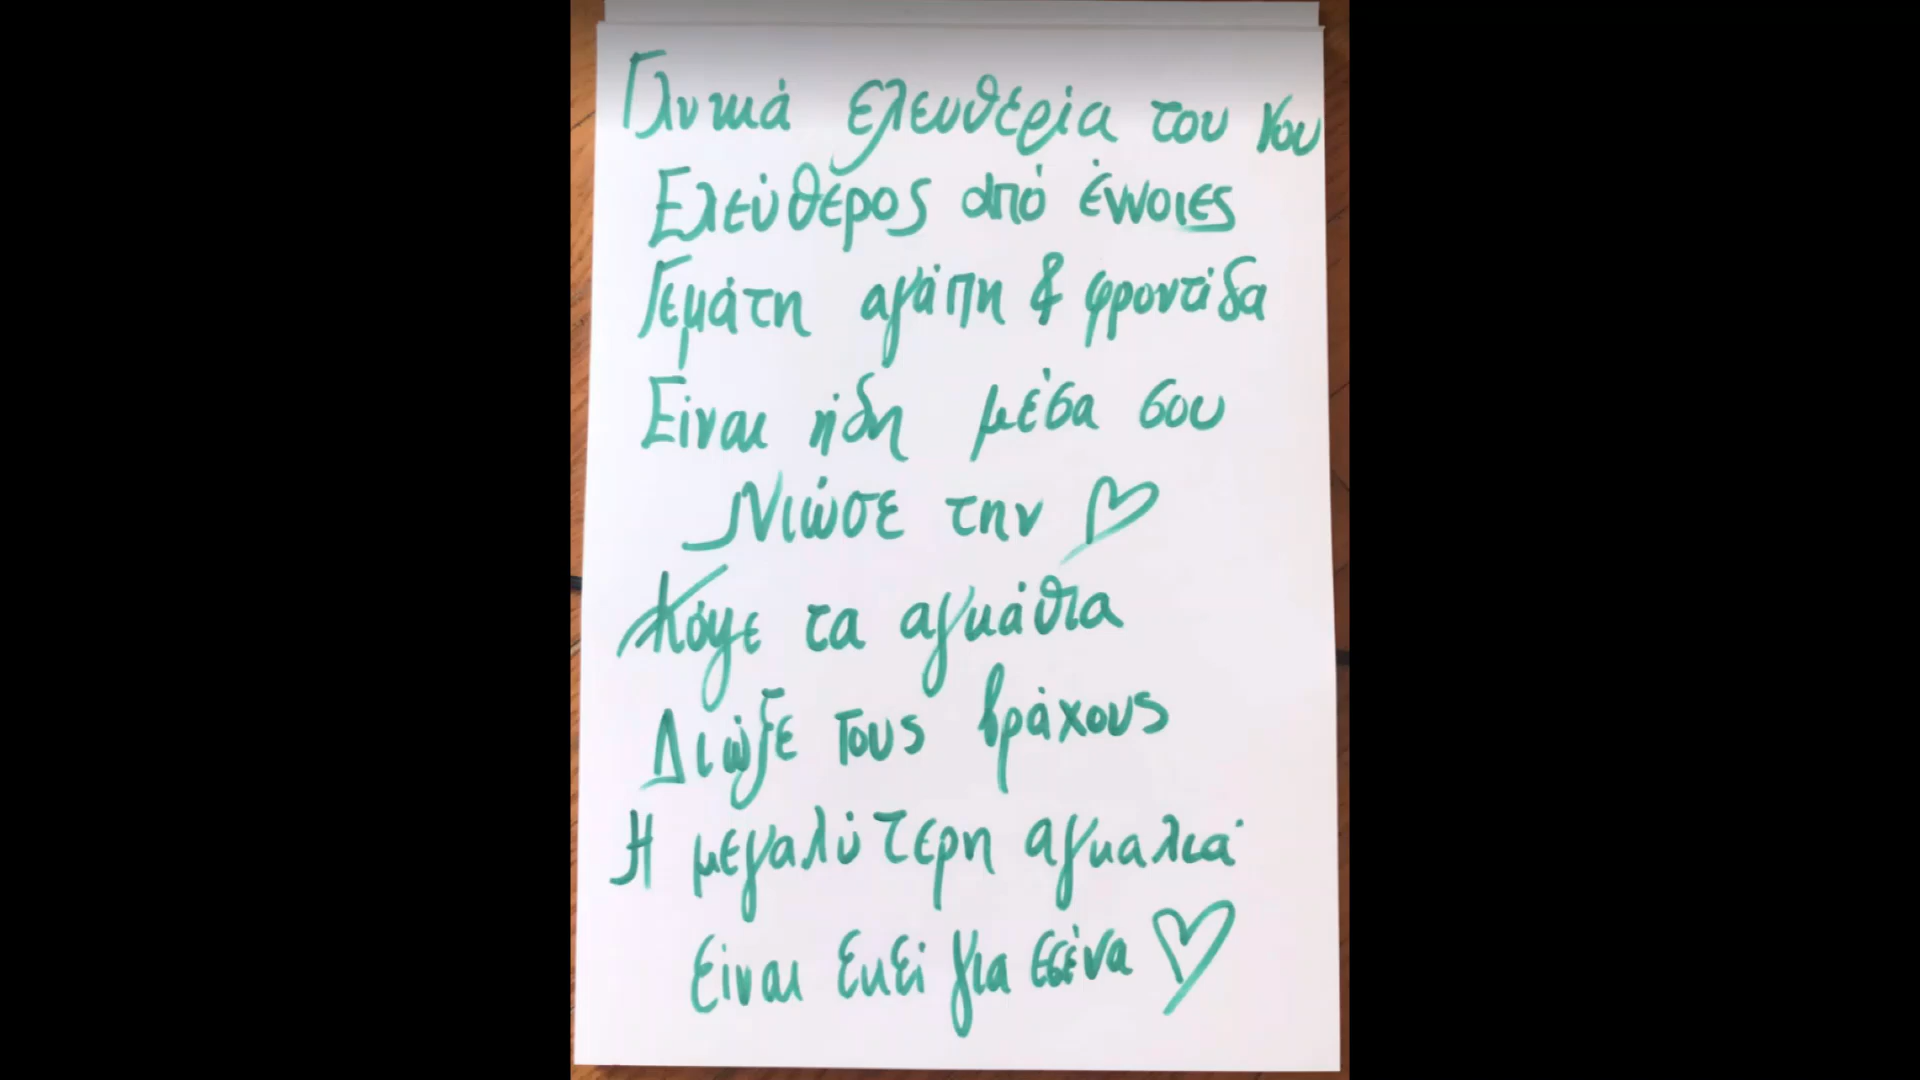 Γλυκιά ελευθερία του νου
Ελεύθερος από έννοιες
Γεμάτη αγάπη & φροντίδα
Είναι ήδη μέσα σου
Νιώσε την ♡
Κόψε τα αγκάθια
Διώξε τους βράχους
Η μεγαλύτερη αγκαλιά
είναι εκεί για εσένα ♡